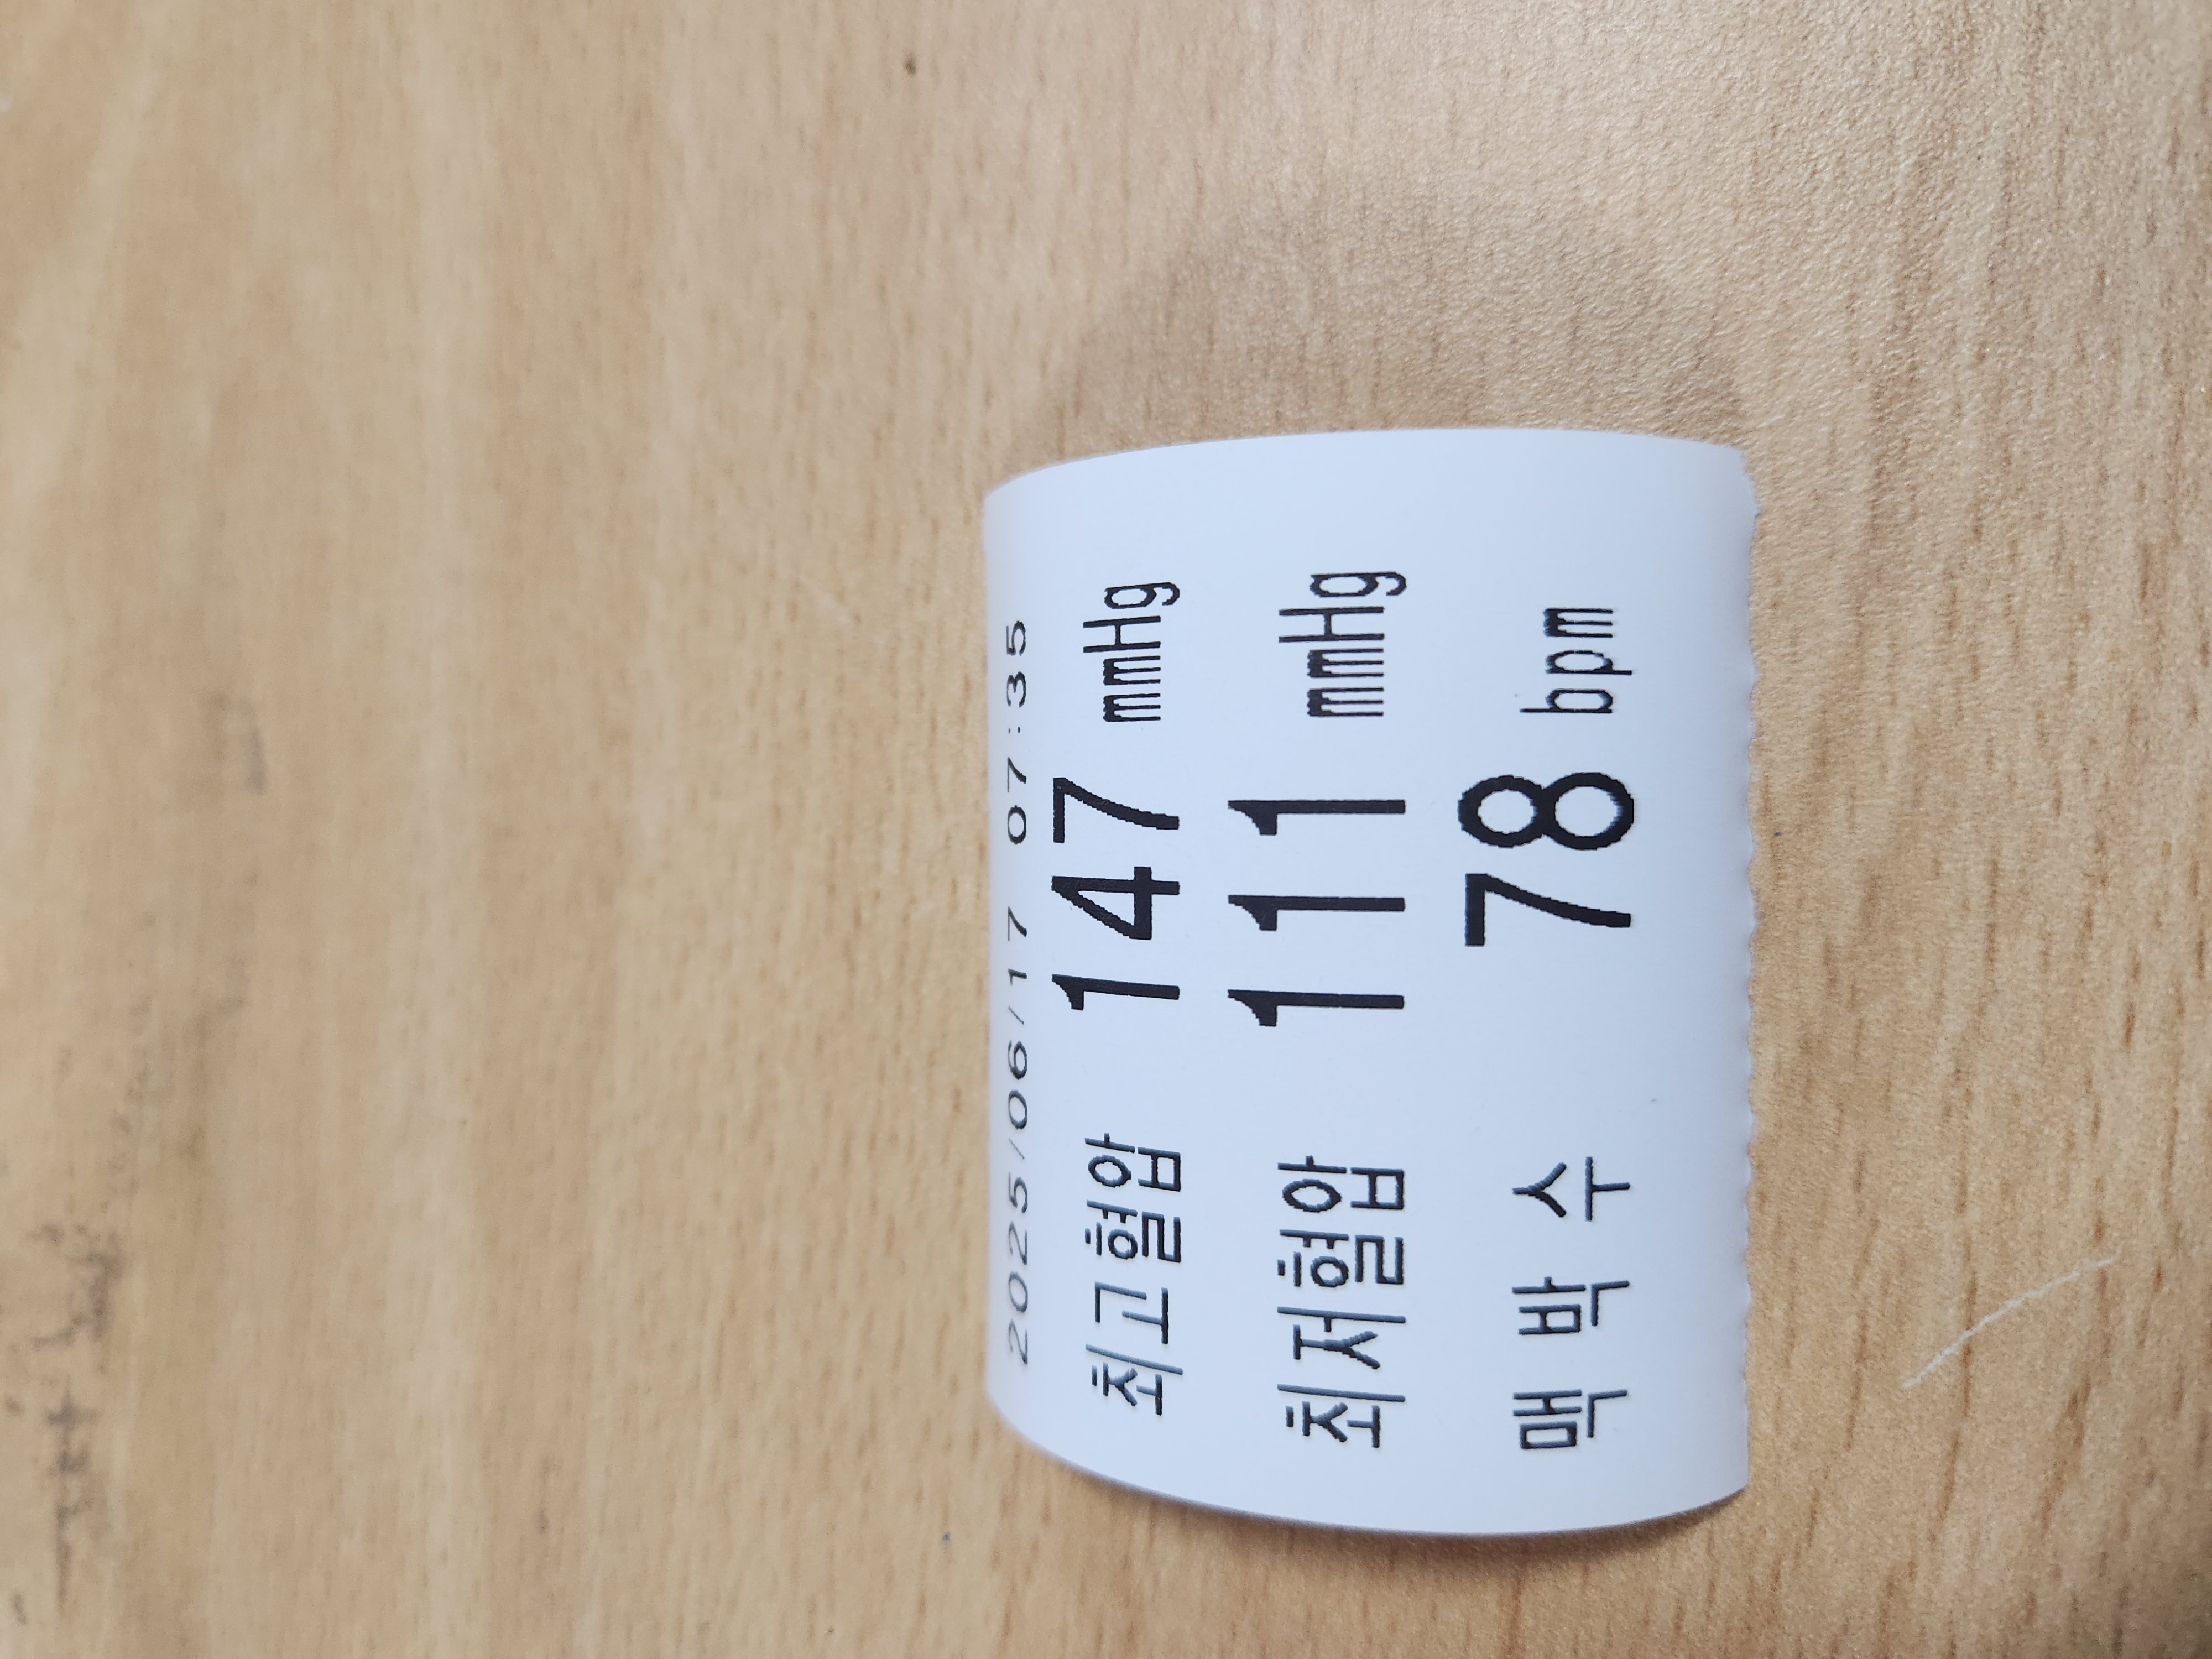 2025/06/17 07:35
최고혈압 147 mmHg
최저혈압 111 mmHg
맥 박 수 78 bpm